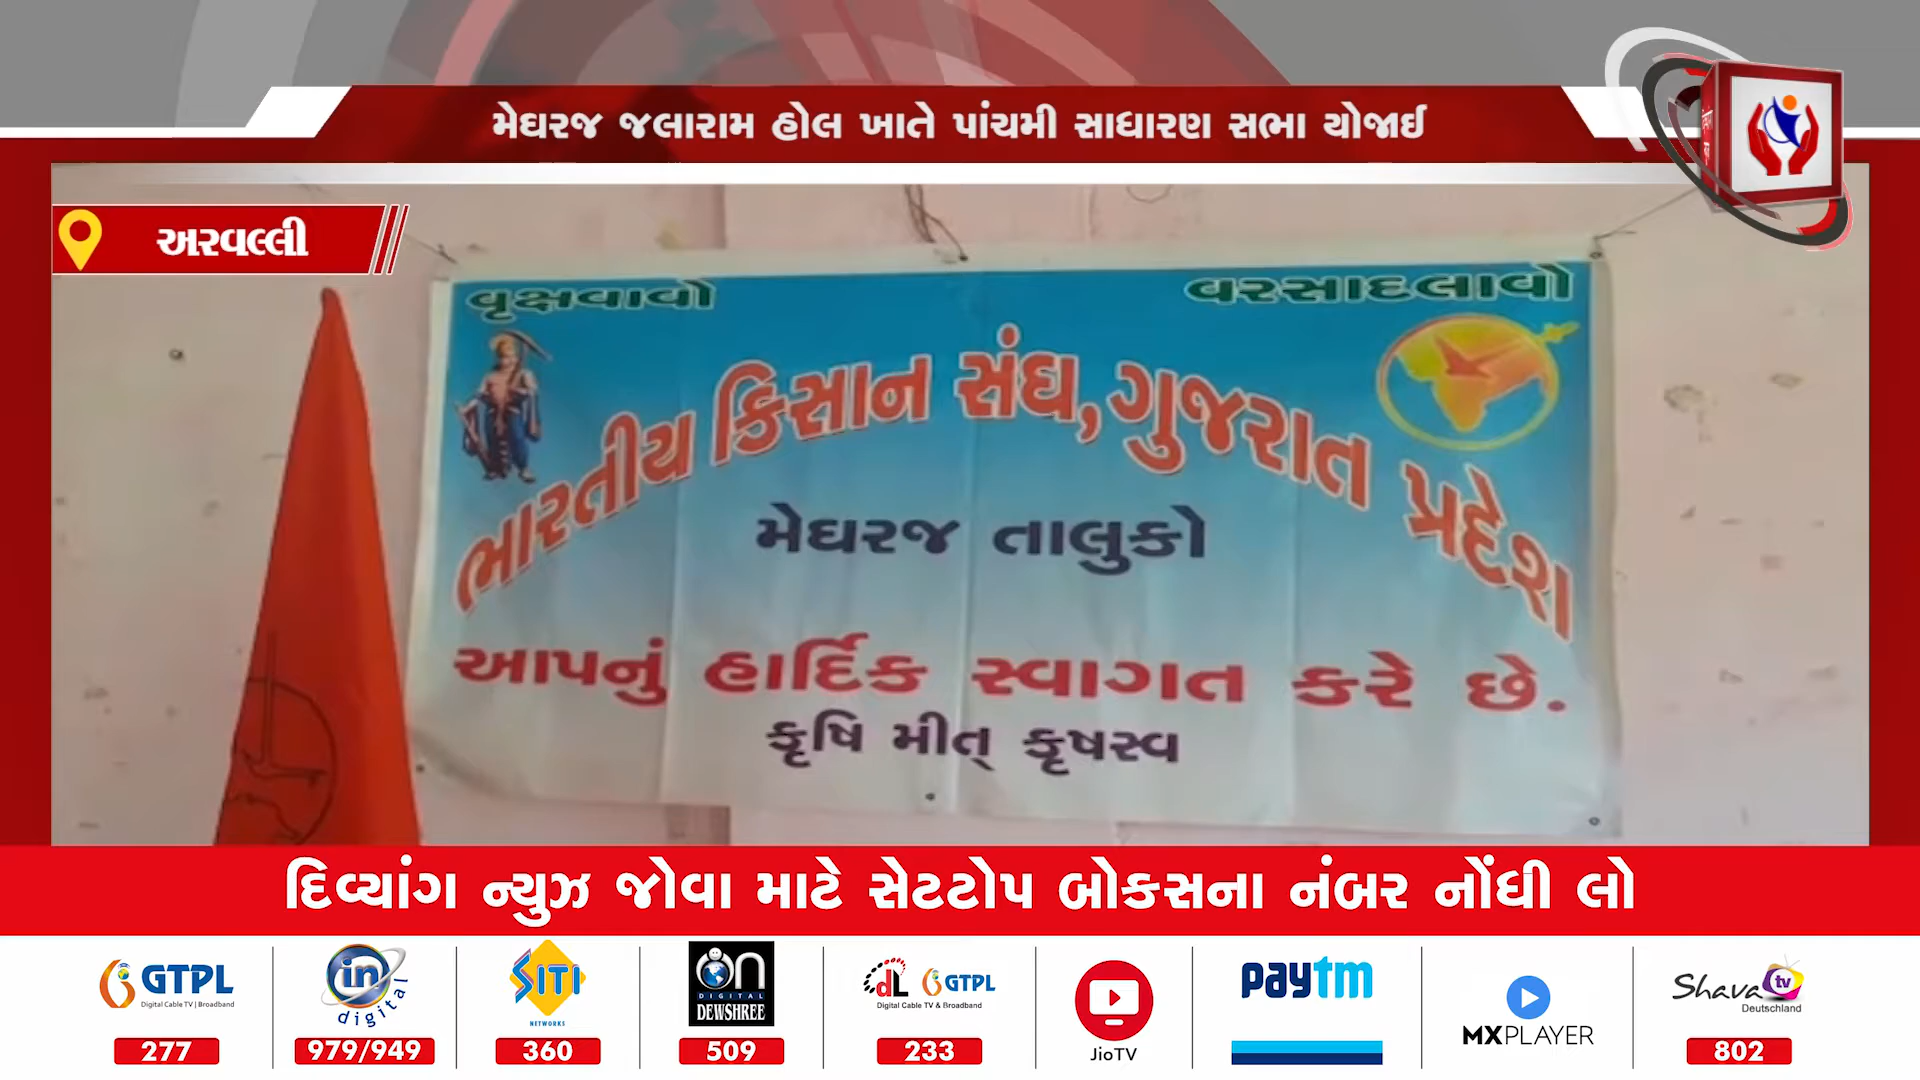 મેઘરજ જલારામ હોલ ખાતે પાંચમી સાધારણ સભા યોજાઈ
અરવલ્લી
વૃક્ષવાવો
વરસાદલાવો
ભારતીય કિસાન સંઘ, ગુજરાત પ્રદેશ
મેઘરજ તાલુકો
આપનું હાર્દિક સ્વાગત કરે છે.
કૃષિ મીત્ કૃષસ્વ
દિવ્યાંગ ન્યુઝ જોવા માટે સેટટોપ બોકસના નંબર નોંધી લો
GTPL
Digital Cable TV | Broadband
277
in digital
979/949
SITI
NETWORKS
360
ON
DIGITAL
DEWSHREE
509
dL GTPL
Digital Cable TV & Broadband
233
JioTV
paytm
MXPLAYER
Shava tv
Deutschland
802